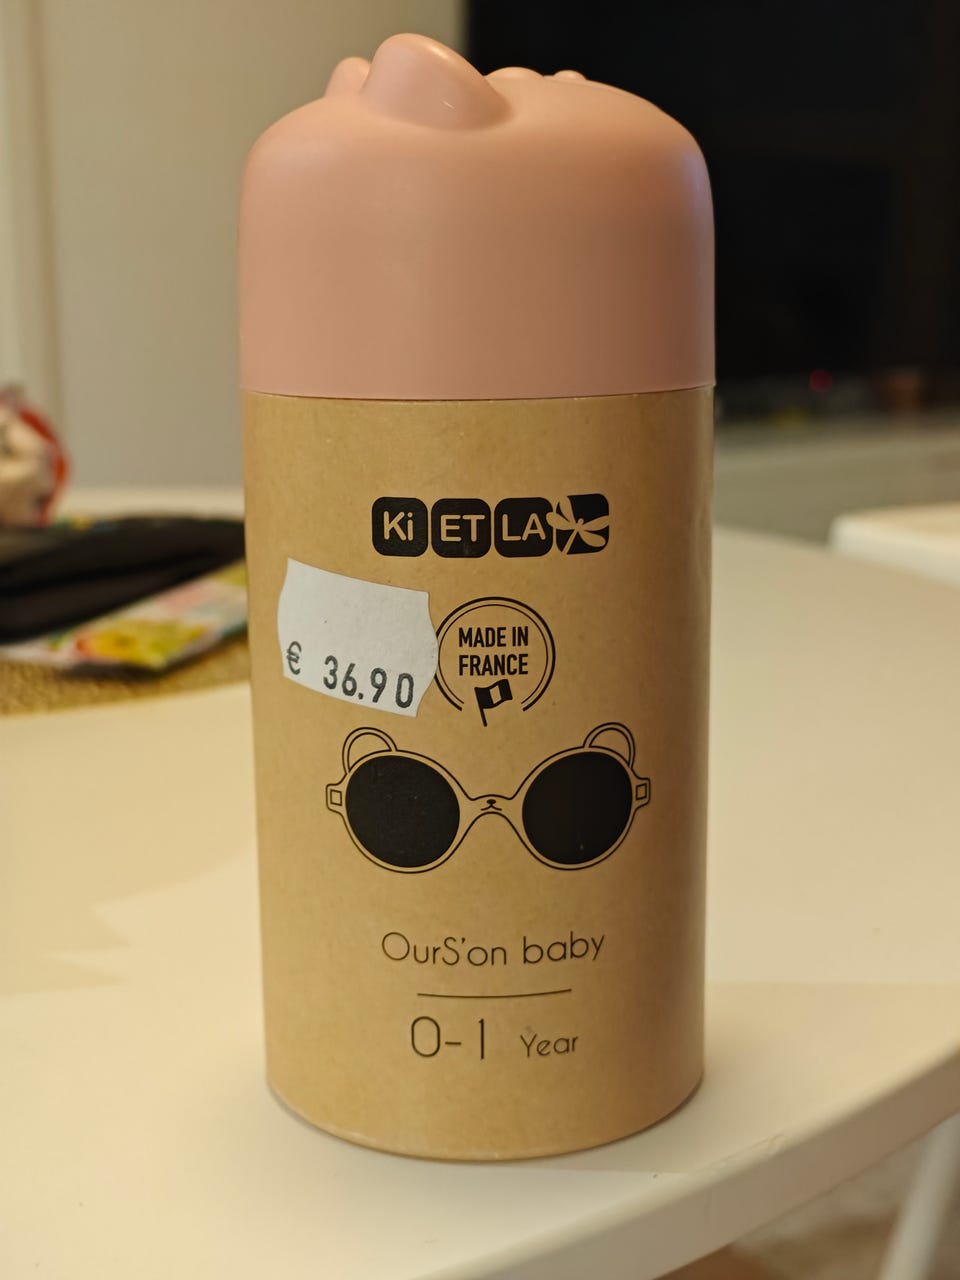 Ki ET LA
€ 36.90
MADE IN
FRANCE
OurS'on baby
0-1 Year